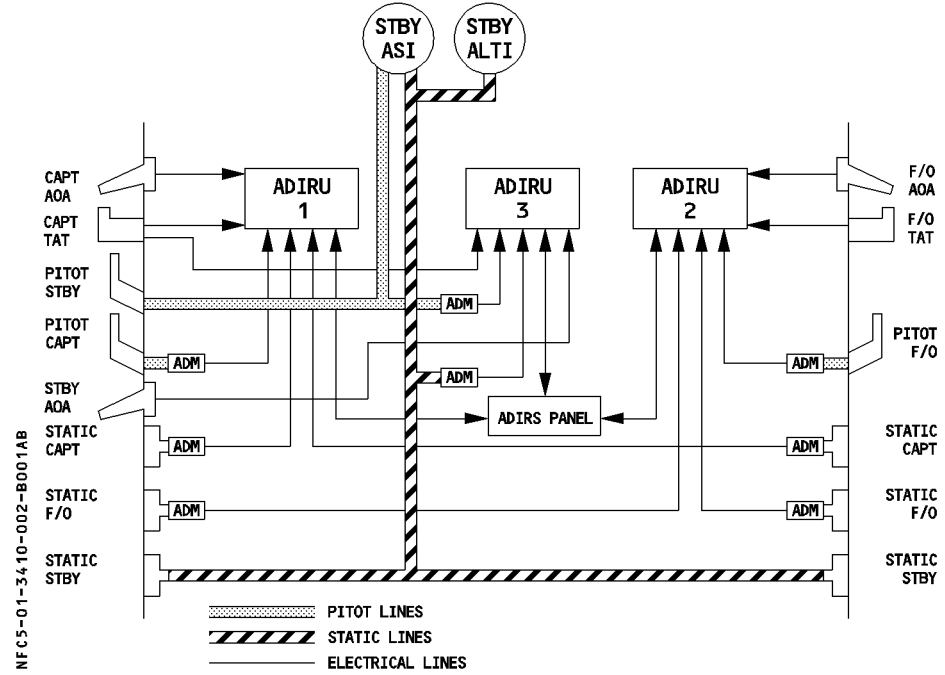 STBY
ASI
STBY
ALTI
CAPT
AOA
ADIRU
1
ADIRU
3
ADIRU
2
F/O
AOA
CAPT
TAT
F/O
TAT
PITOT
STBY
ADM
PITOT
CAPT
ADM
ADM
PITOT
F/O
ADM
STBY
AOA
ADIRS PANEL
STATIC
CAPT
ADM
ADM
STATIC
CAPT
STATIC
F/O
ADM
ADM
STATIC
F/O
STATIC
STBY
STATIC
STBY
PITOT LINES
STATIC LINES
ELECTRICAL LINES
NFC5-01-3410-002-B001AB